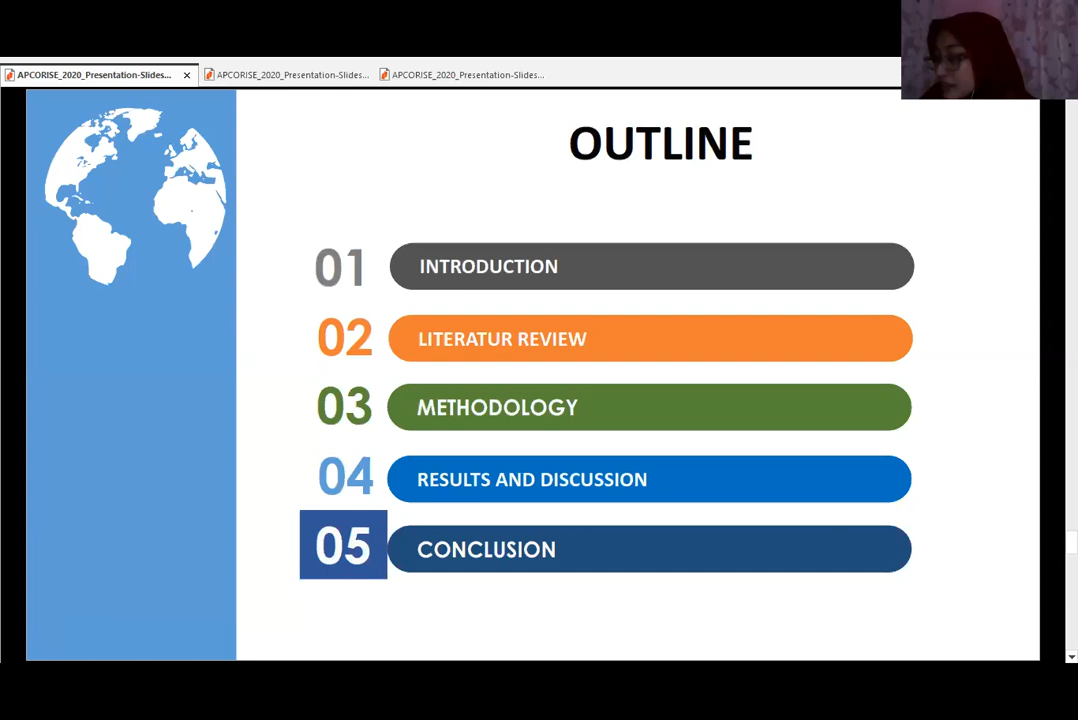 APCORISE_2020_Presentation-Slides...
APCORISE_2020_Presentation-Slides...
APCORISE_2020_Presentation-Slides...
OUTLINE
01 INTRODUCTION
02 LITERATUR REVIEW
03 METHODOLOGY
04 RESULTS AND DISCUSSION
05 CONCLUSION